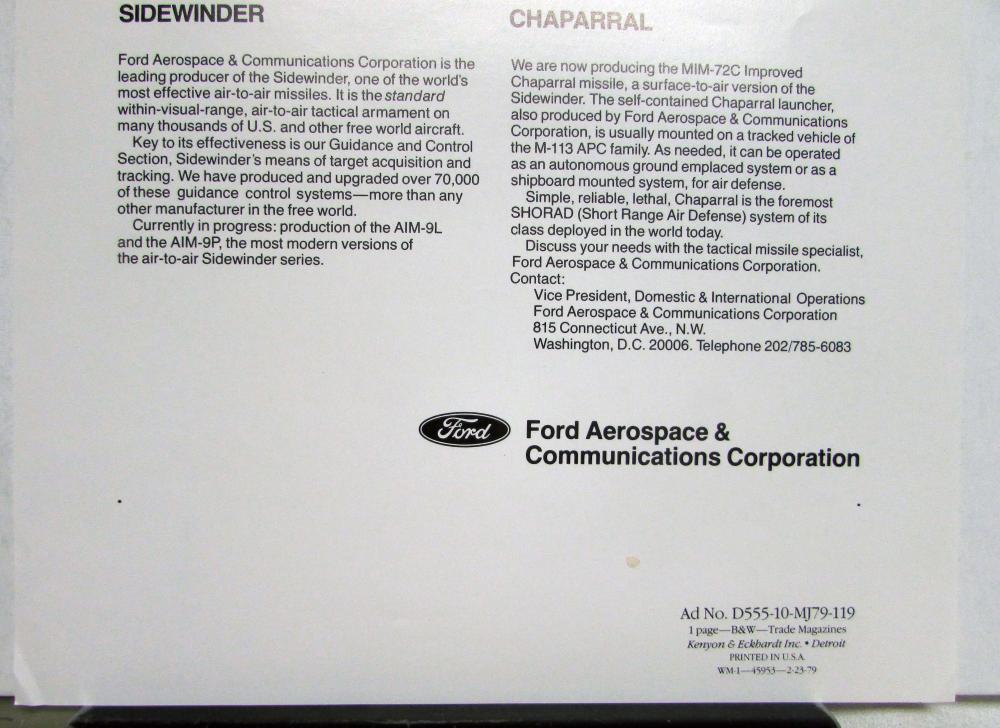 SIDEWINDER
Ford Aerospace & Communications Corporation is the
leading producer of the Sidewinder, one of the world's
most effective air-to-air missiles. It is the standard
within-visual-range, air-to-air tactical armament on
many thousands of U.S. and other free world aircraft.
Key to its effectiveness is our Guidance and Control
Section, Sidewinder's means of target acquisition and
tracking. We have produced and upgraded over 70,000
of these guidance control systems—more than any
other manufacturer in the free world.
Currently in progress: production of the AIM-9L
and the AIM-9P, the most modern versions of
the air-to-air Sidewinder series.
CHAPARRAL
We are now producing the MIM-72C Improved
Chaparral missile, a surface-to-air version of the
Sidewinder. The self-contained Chaparral launcher,
also produced by Ford Aerospace & Communications
Corporation, is usually mounted on a tracked vehicle of
the M-113 APC family. As needed, it can be operated
as an autonomous ground emplaced system or as a
shipboard mounted system, for air defense.
Simple, reliable, lethal, Chaparral is the foremost
SHORAD (Short Range Air Defense) system of its
class deployed in the world today.
Discuss your needs with the tactical missile specialist,
Ford Aerospace & Communications Corporation.
Contact:
Vice President, Domestic & International Operations
Ford Aerospace & Communications Corporation
815 Connecticut Ave., N.W.
Washington, D.C. 20006. Telephone 202/785-6083
Ford
Ford Aerospace &
Communications Corporation
Ad No. D555-10-MJ79-119
1 page—B&W—Trade Magazines
Kenyon & Eckhardt Inc. • Detroit
PRINTED IN U.S.A.
WM-1—45953—2-23-79